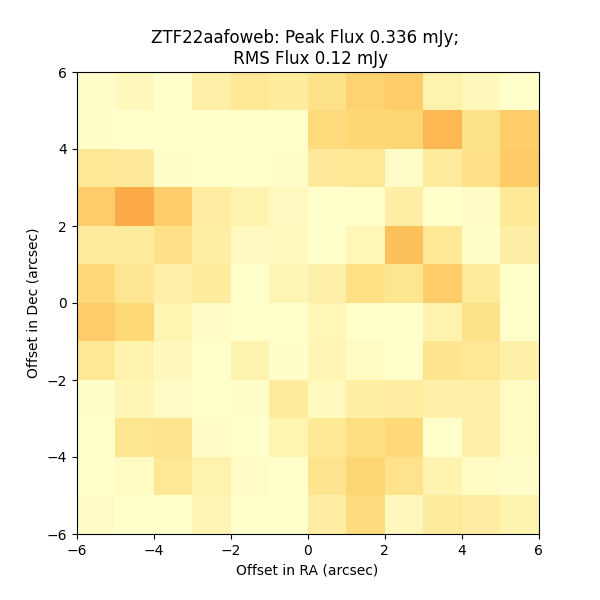 ZTF22aafoweb: Peak Flux 0.336 mJy;
RMS Flux 0.12 mJy
6
4
2
0
−2
−4
−6
Offset in Dec (arcsec)
−6 −4 −2 0 2 4 6
Offset in RA (arcsec)